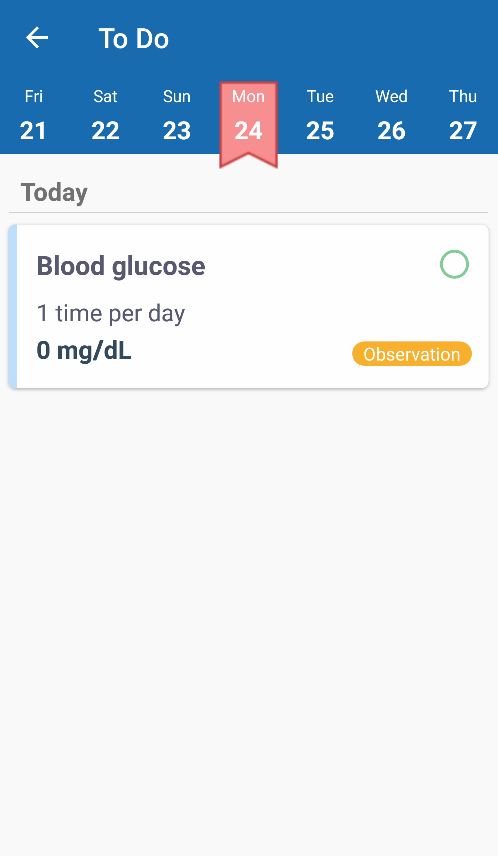 To Do
Fri Sat Sun Mon Tue Wed Thu
21 22 23 24 25 26 27
Today
Blood glucose
1 time per day
0 mg/dL
Observation